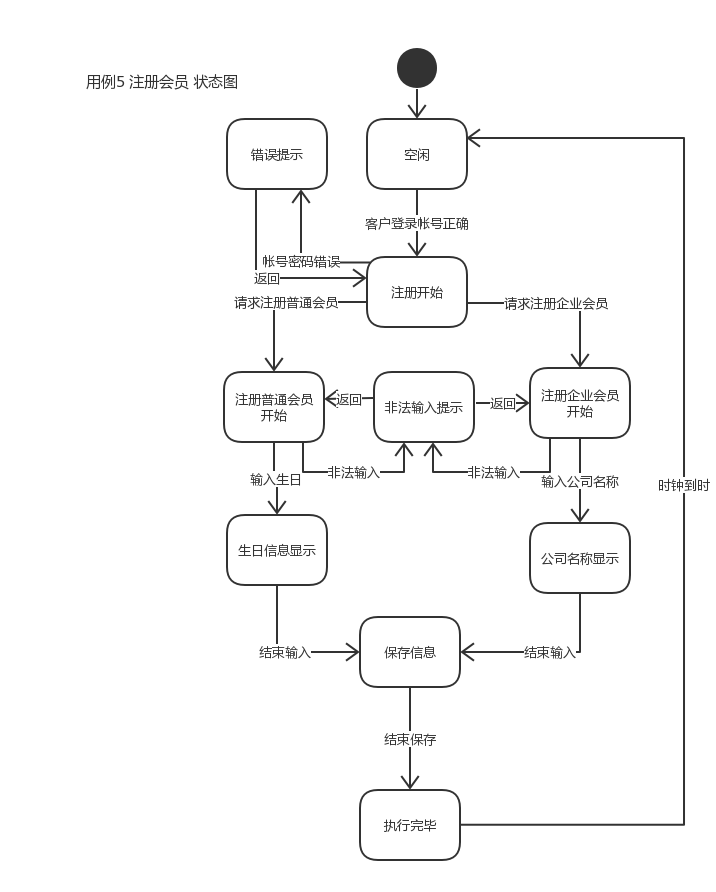 用例5 注册会员 状态图
错误提示
空闲
客户登录帐号正确
帐号密码错误
返回
注册开始
请求注册普通会员
请求注册企业会员
注册普通会员
开始
返回
非法输入提示
返回
注册企业会员
开始
输入生日
非法输入
非法输入
输入公司名称
时钟到时
生日信息显示
公司名称显示
结束输入
保存信息
结束输入
结束保存
执行完毕